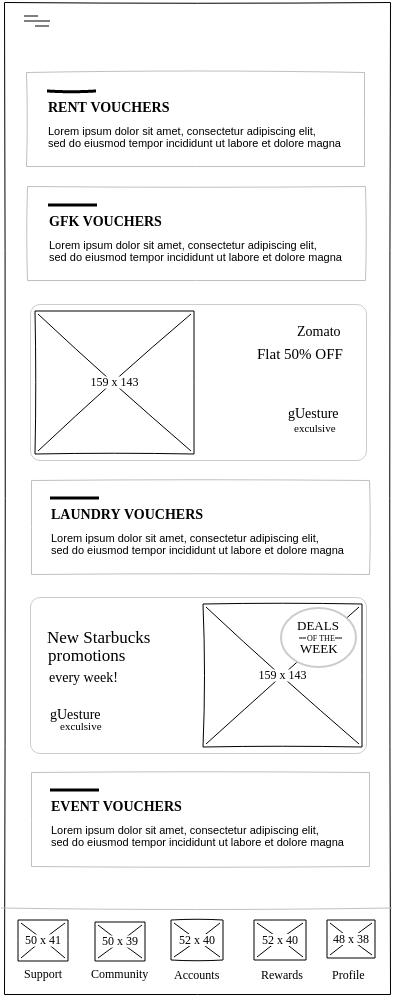 RENT VOUCHERS
Lorem ipsum dolor sit amet, consectetur adipiscing elit,
sed do eiusmod tempor incididunt ut labore et dolore magna
GFK VOUCHERS
Lorem ipsum dolor sit amet, consectetur adipiscing elit,
sed do eiusmod tempor incididunt ut labore et dolore magna
159 x 143
Zomato
Flat 50% OFF
gUesture
exculsive
LAUNDRY VOUCHERS
Lorem ipsum dolor sit amet, consectetur adipiscing elit,
sed do eiusmod tempor incididunt ut labore et dolore magna
New Starbucks
promotions
every week!
gUesture
exculsive
DEALS
OF THE
WEEK
159 x 143
EVENT VOUCHERS
Lorem ipsum dolor sit amet, consectetur adipiscing elit,
sed do eiusmod tempor incididunt ut labore et dolore magna
50 x 41
50 x 39
52 x 40
52 x 40
48 x 38
Support
Community
Accounts
Rewards
Profile